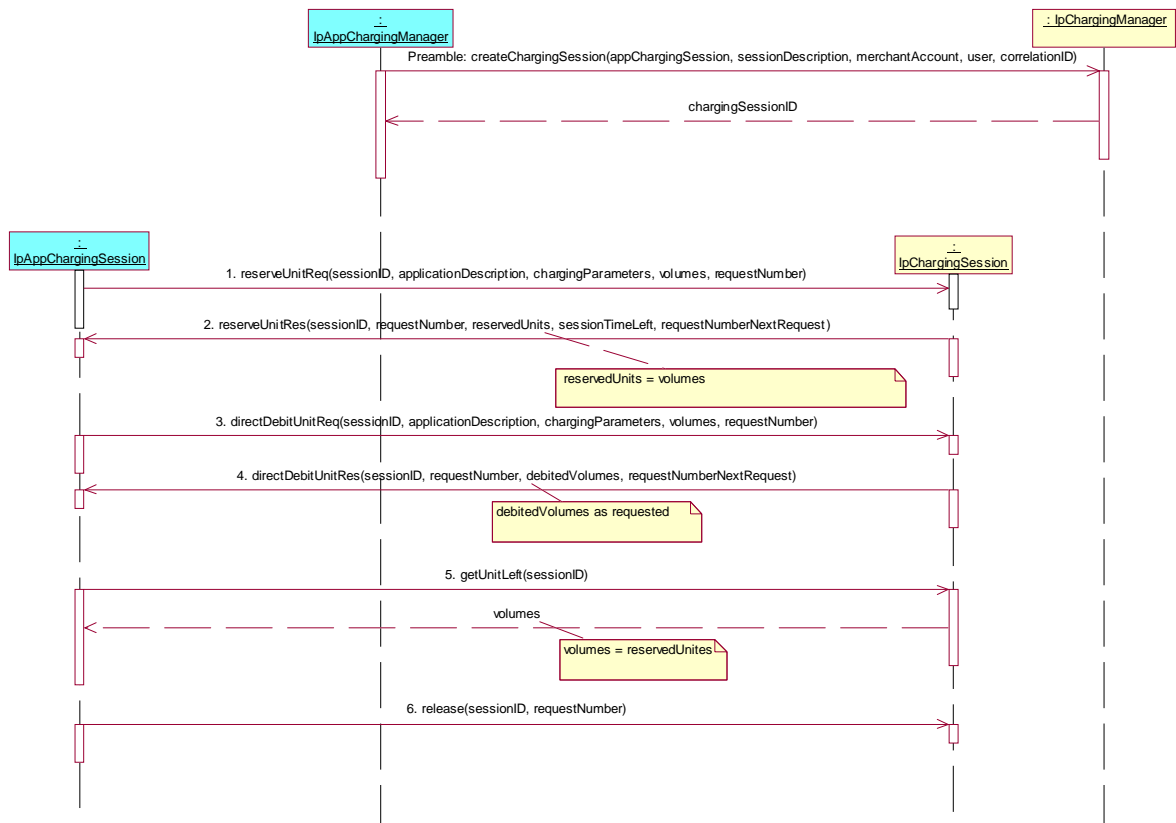 :
IpAppChargingManager
: IpChargingManager
Preamble: createChargingSession(appChargingSession, sessionDescription, merchantAccount, user, correlationID)
chargingSessionID
:
IpAppChargingSession
:
IpChargingSession
1. reserveUnitReq(sessionID, applicationDescription, chargingParameters, volumes, requestNumber)
2. reserveUnitRes(sessionID, requestNumber, reservedUnits, sessionTimeLeft, requestNumberNextRequest)
reservedUnits = volumes
3. directDebitUnitReq(sessionID, applicationDescription, chargingParameters, volumes, requestNumber)
4. directDebitUnitRes(sessionID, requestNumber, debitedVolumes, requestNumberNextRequest)
debitedVolumes as requested
5. getUnitLeft(sessionID)
volumes
volumes = reservedUnites
6. release(sessionID, requestNumber)